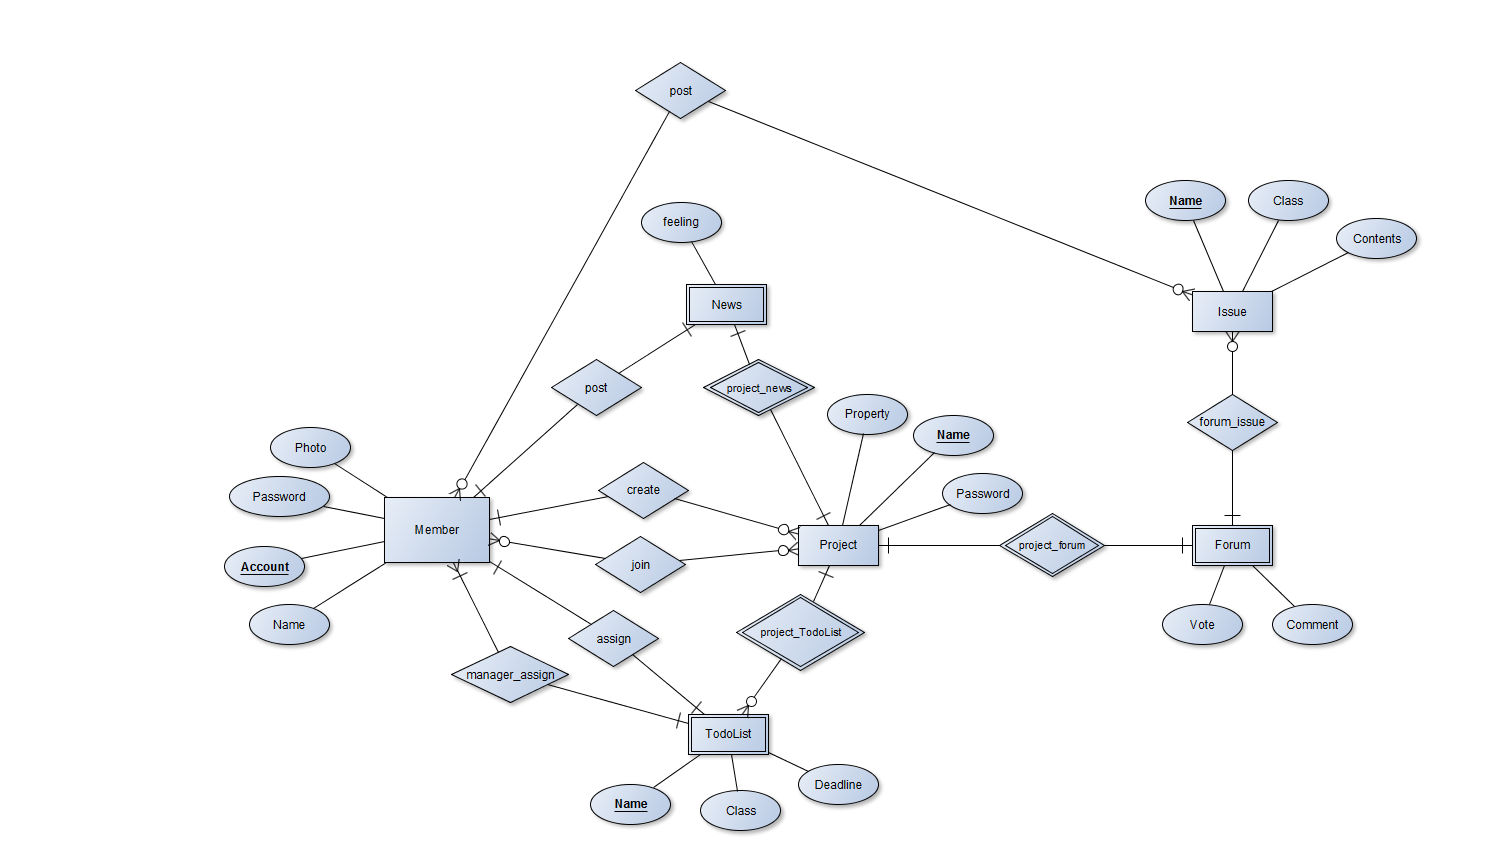 post
Name
Class
feeling
Contents
News
Issue
post
project_news
Property
forum_issue
Name
Photo
create
Password
Password
Member
Project
project_forum
Forum
Account
join
Name
assign
project_TodoList
Vote
Comment
manager_assign
TodoList
Deadline
Name
Class